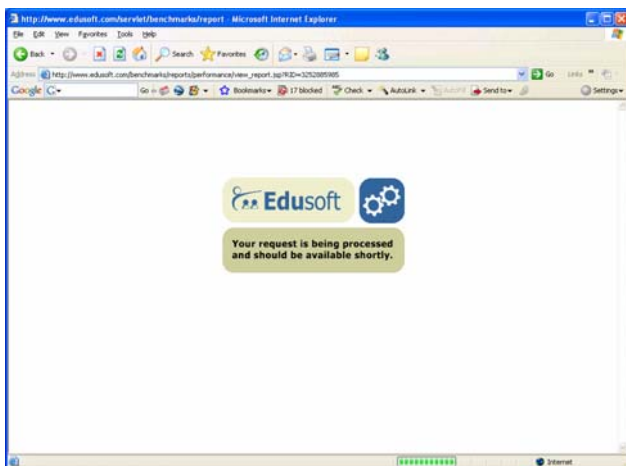 http://www.edusoft.com/servlet/benchmarks/report - Microsoft Internet Explorer
File Edit View Favorites Tools Help
Back Search Favorites
Address http://www.edusoft.com/benchmarks/reports/performance/view_report.jsp?RID=3252885985 Go Links
Google G Go Bookmarks 17 blocked Check AutoLink AutoFill Send to Settings
Edusoft
Your request is being processed
and should be available shortly.
Internet